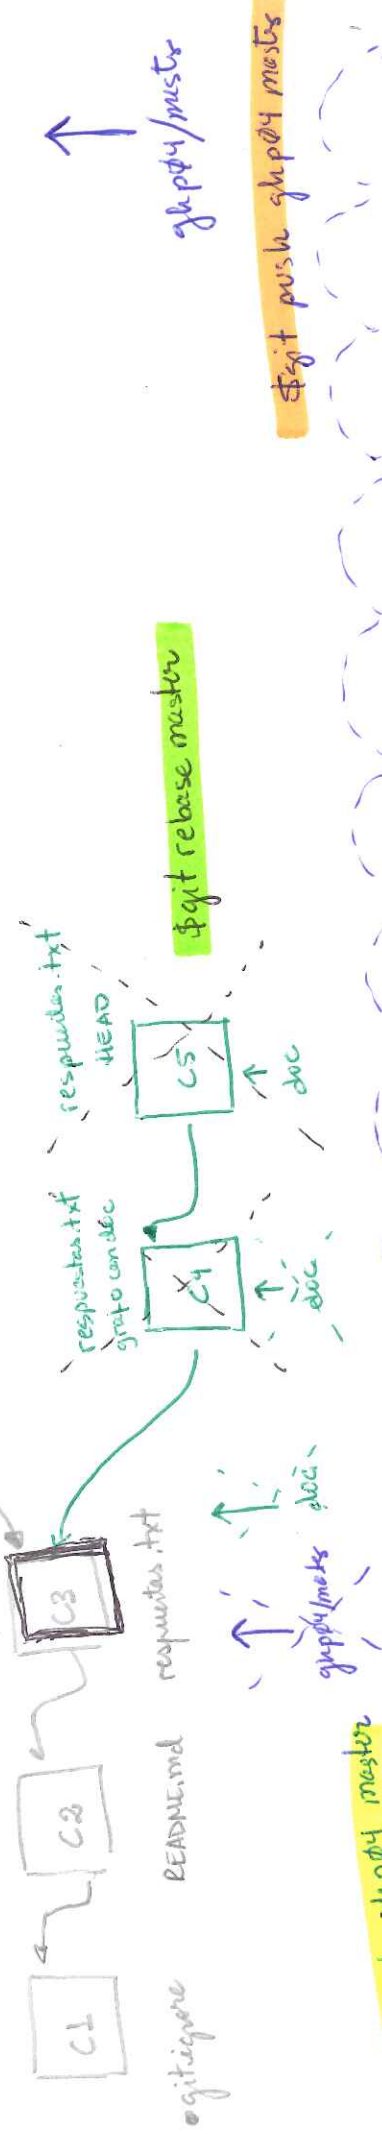 C1
.gitignore
C2
README.md
C3
respuestas.txt
ghp04/master
doc
respuestas.txt
grafo con doc
C4
doc
respuestas.txt
HEAD
C5
doc
$git rebase master
ghp04/master
$git push ghp04 master
master